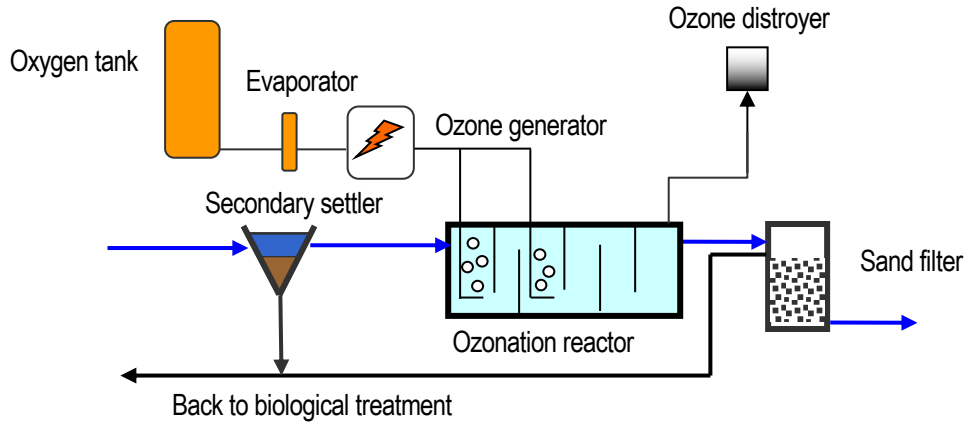 Ozone distroyer
Oxygen tank
Evaporator
Ozone generator
Secondary settler
Sand filter
Ozonation reactor
Back to biological treatment